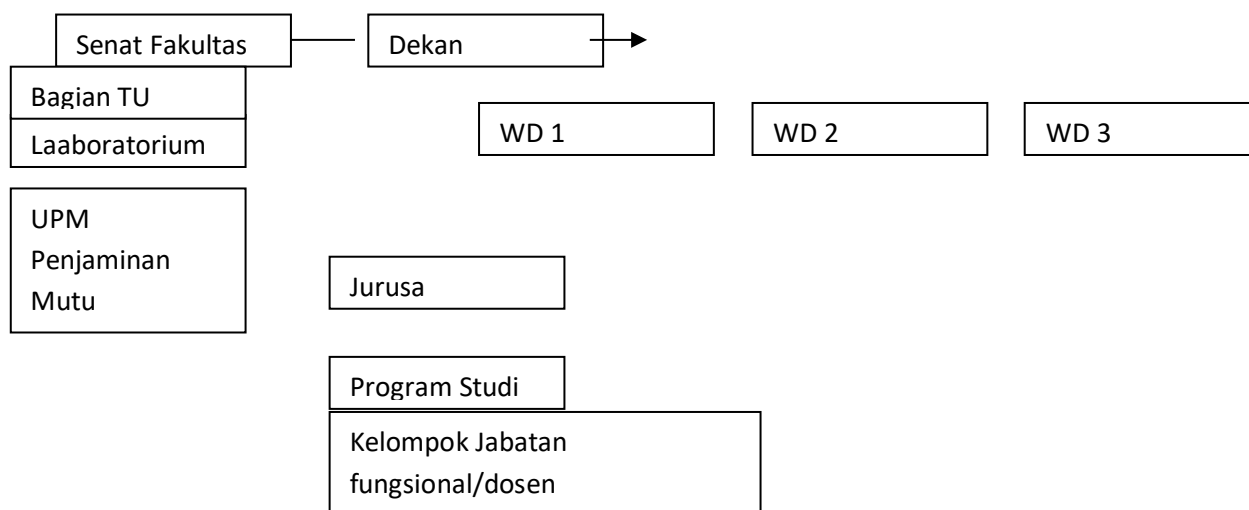 Senat Fakultas
Dekan
Bagian TU
Laaboratorium
WD 1
WD 2
WD 3
UPM
Penjaminan
Mutu
Jurusa
Program Studi
Kelompok Jabatan
fungsional/dosen